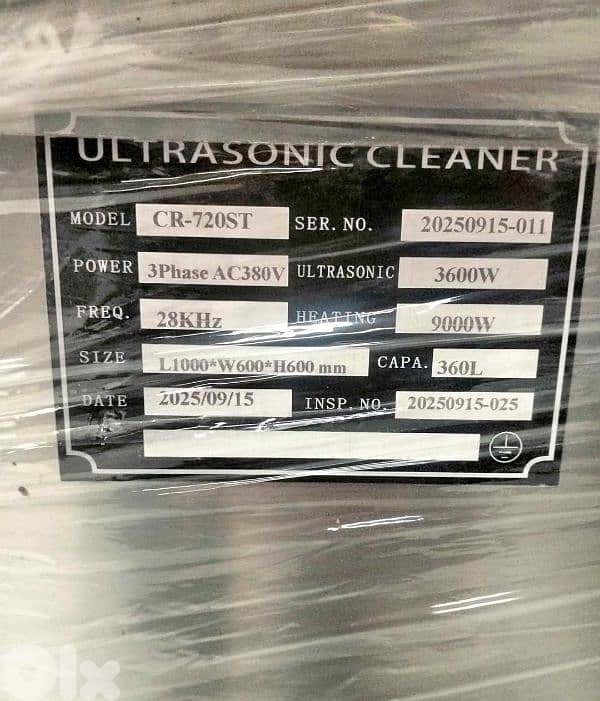 ULTRASONIC CLEANER
MODEL CR-720ST SER. NO. 20250915-011
POWER 3Phase AC380V ULTRASONIC 3600W
FREQ. 28KHz HEATING 9000W
SIZE L1000*W600*H600 mm CAPA. 360L
DATE 2025/09/15 INSP. NO. 20250915-025
olx